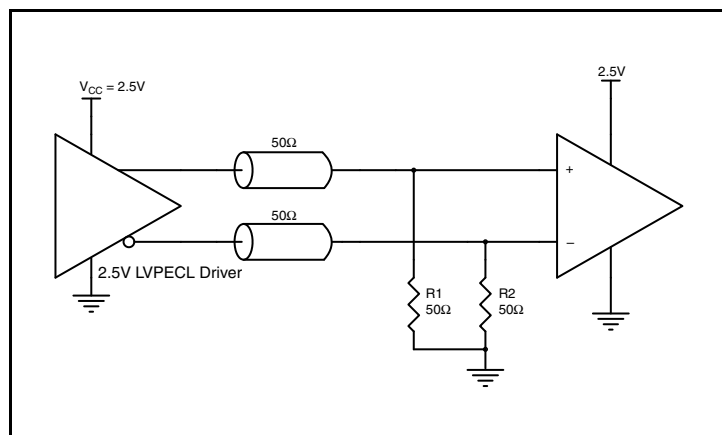 V_CC = 2.5V
2.5V
50Ω
+
50Ω
−
2.5V LVPECL Driver
R1
50Ω
R2
50Ω